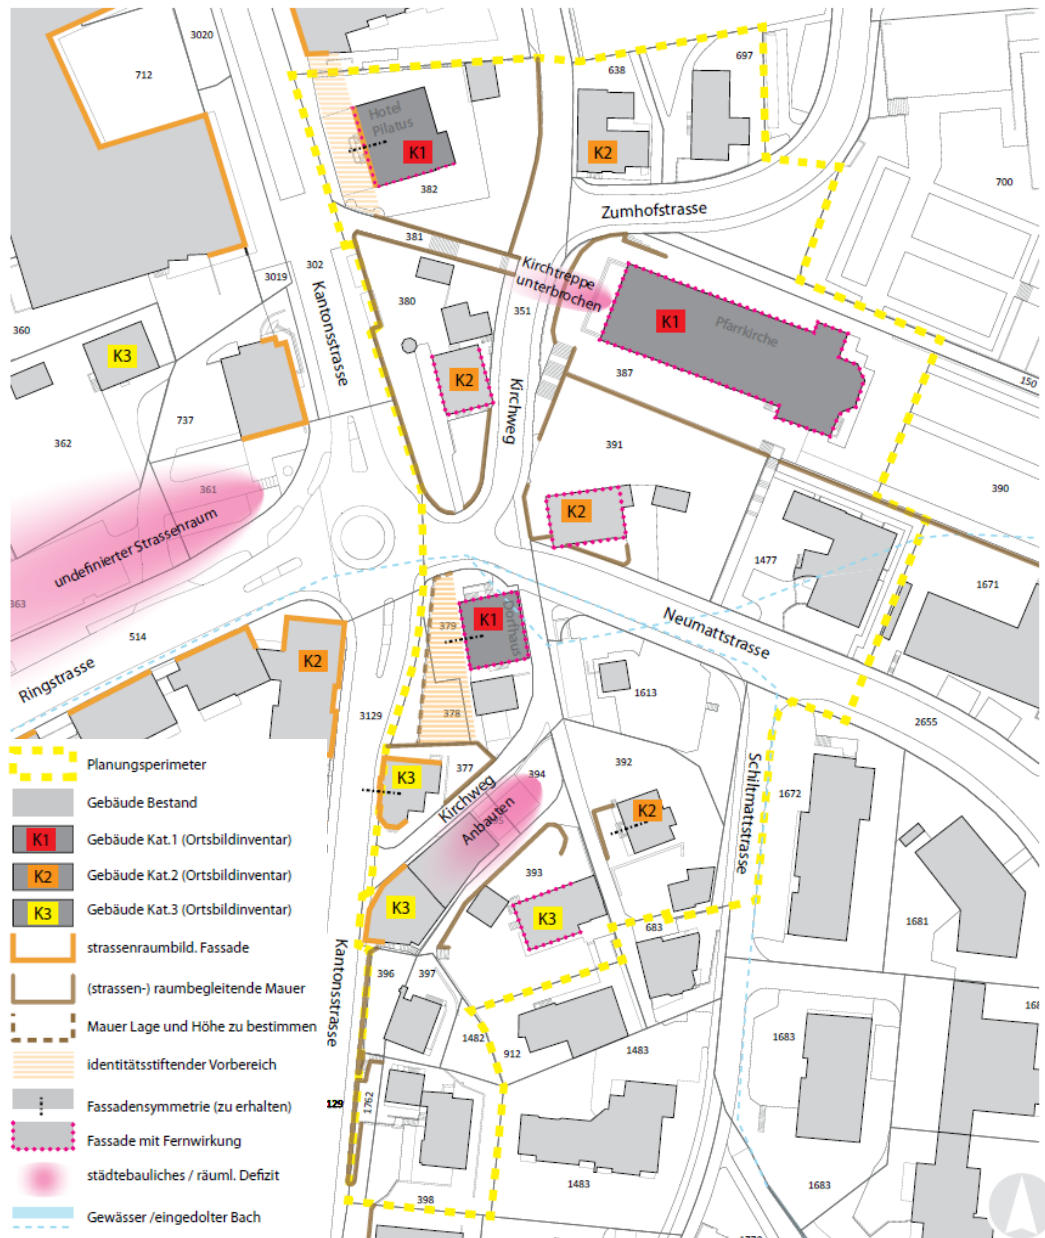 3020
712
697
638
Hotel
Pilatus
K1
K2
382
700
Zumhofstrasse
381
Kirchtreppe
unterbrochen
3019
302
380
351
K1
Pfarrkirche
360
Kantonsstrasse
K3
K2
387
150
Kirchweg
737
362
391
361
390
K2
undefinierter Strassenraum
1477
1671
363
514
379
K1
Dorfhaus
Neumattstrasse
Ringstrasse
K2
1613
3129
378
2655
377
394
392
Schiltmattstrasse
1672
K3
Kirchweg
Anbauten
K2
393
K3
K3
1681
683
Kantonsstrasse
396
397
1482
912
1483
1683
129
1762
398
1483
1683
Planungsperimeter
Gebäude Bestand
K1 Gebäude Kat.1 (Ortsbildinventar)
K2 Gebäude Kat.2 (Ortsbildinventar)
K3 Gebäude Kat.3 (Ortsbildinventar)
strassenraumbild. Fassade
(strassen-) raumbegleitende Mauer
Mauer Lage und Höhe zu bestimmen
identitätsstiftender Vorbereich
Fassadensymmetrie (zu erhalten)
Fassade mit Fernwirkung
städtebauliches / räuml. Defizit
Gewässer /eingedolter Bach